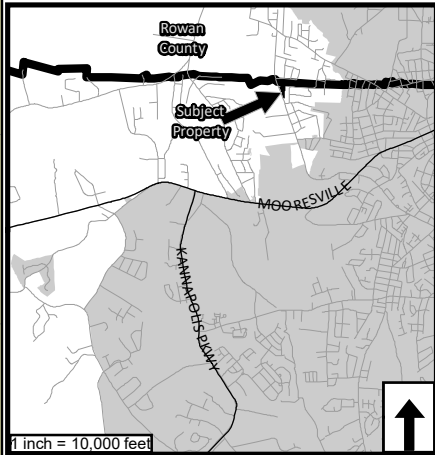 Rowan
County
Subject
Property
MOORESVILLE
KANNAPOLIS PKWY
1 inch = 10,000 feet